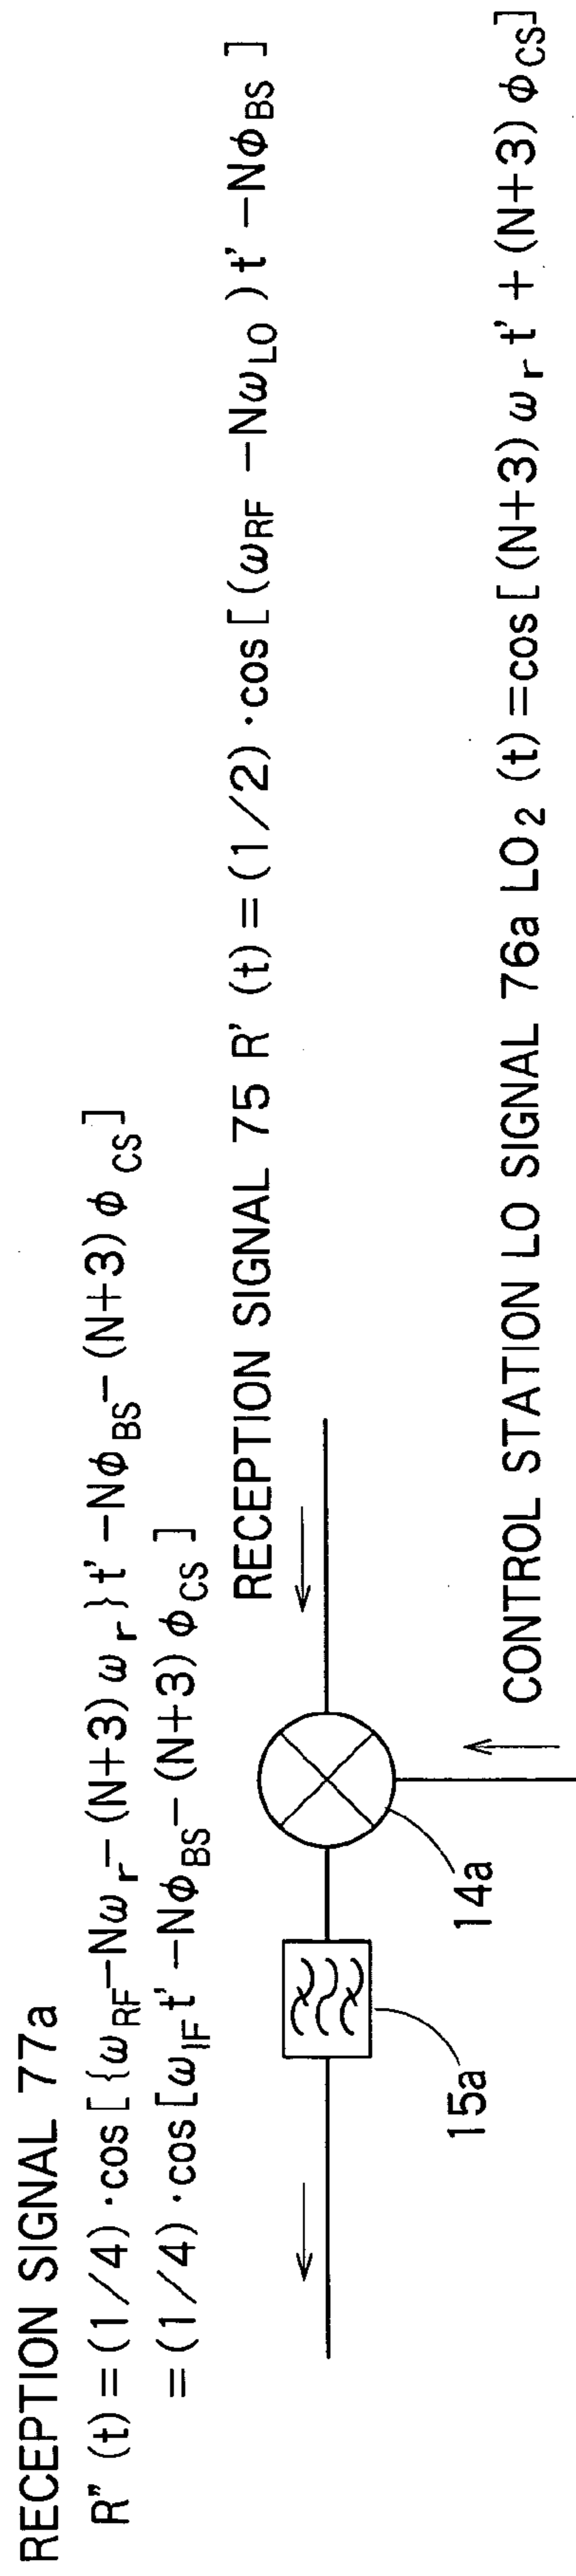 RECEPTION SIGNAL 77a
R" (t) = (1/4) · cos [ {ω_RF − Nω_r − (N+3) ω_r } t' − Nϕ_BS − (N+3) ϕ_CS ]
= (1/4) · cos [ ω_IF t' − Nϕ_BS − (N+3) ϕ_CS ]
RECEPTION SIGNAL 75 R' (t) = (1/2) · cos [ (ω_RF − Nω_LO ) t' − Nϕ_BS ]
15a
14a
CONTROL STATION LO SIGNAL 76a LO_2 (t) = cos [ (N+3) ω_r t' + (N+3) ϕ_CS ]